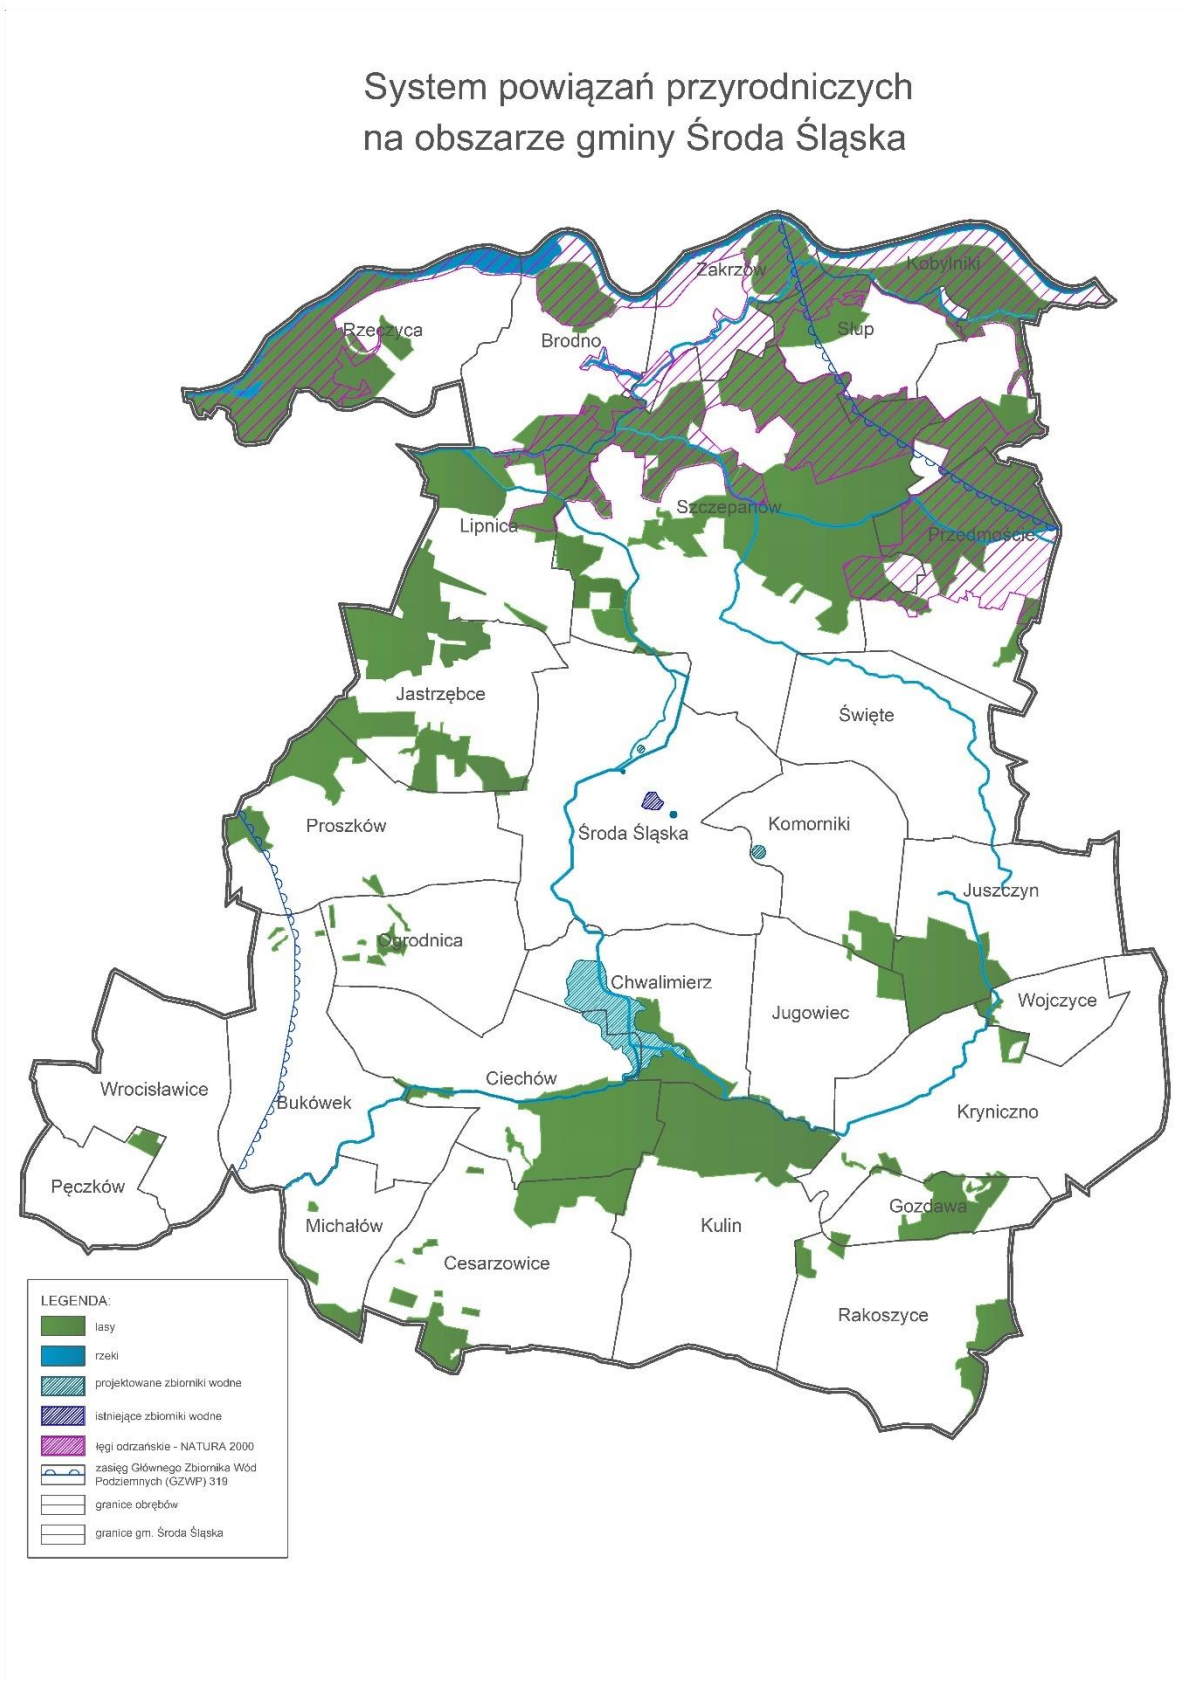 System powiązań przyrodniczych
na obszarze gminy Środa Śląska
Kobylniki
Zakrzów
Rzeczyca
Słup
Brodno
Szczepanów
Lipnica
Przedmoście
Jastrzębce
Święte
Proszków
Komorniki
Środa Śląska
Juszczyn
Ogrodnica
Chwalimierz
Wojczyce
Jugowiec
Ciechów
Wrocisławice
Bukówek
Kryniczno
Pęczków
Gozdawa
Michałów
Kulin
Cesarzowice
Rakoszyce
LEGENDA:
lasy
rzeki
projektowane zbiorniki wodne
istniejące zbiorniki wodne
łęgi odrzańskie - NATURA 2000
zasięg Głównego Zbiornika Wód
Podziemnych (GZWP) 319
granice obrębów
granice gm. Środa Śląska